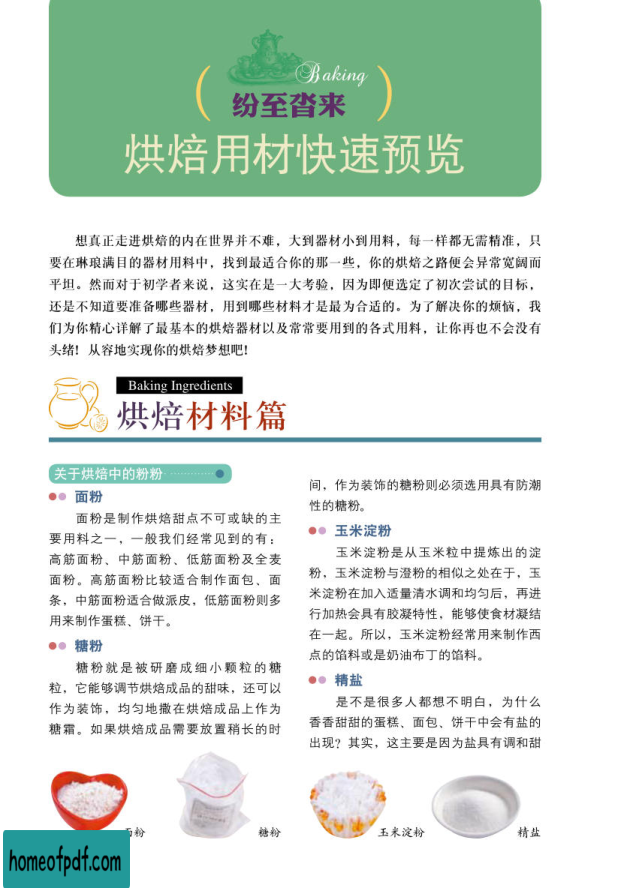 Baking
纷至沓来
烘焙用材快速预览
想真正走进烘焙的内在世界并不难，大到器材小到用料，每一样都无需精准，只
要在琳琅满目的器材用料中，找到最适合你的那一些，你的烘焙之路便会异常宽阔而
平坦。然而对于初学者来说，这实在是一大考验，因为即便选定了初次尝试的目标，
还是不知道要准备哪些器材，用到哪些材料才是最为合适的。为了解决你的烦恼，我
们为你精心详解了最基本的烘焙器材以及常常要用到的各式用料，让你再也不会没有
头绪！从容地实现你的烘焙梦想吧！
Baking Ingredients
烘焙材料篇
关于烘焙中的粉粉
面粉
面粉是制作烘焙甜点不可或缺的主
要用料之一，一般我们经常见到的有：
高筋面粉、中筋面粉、低筋面粉及全麦
面粉。高筋面粉比较适合制作面包、面
条，中筋面粉适合做派皮，低筋面粉则多
用来制作蛋糕、饼干。
糖粉
糖粉就是被研磨成细小颗粒的糖
粒，它能够调节烘焙成品的甜味，还可以
作为装饰，均匀地撒在烘焙成品上作为
糖霜。如果烘焙成品需要放置稍长的时
间，作为装饰的糖粉则必须选用具有防潮
性的糖粉。
玉米淀粉
玉米淀粉是从玉米粒中提炼出的淀
粉，玉米淀粉与澄粉的相似之处在于，玉
米淀粉在加入适量清水调和均匀后，再进
行加热会具有胶凝特性，能够使食材凝结
在一起。所以，玉米淀粉经常用来制作西
点的馅料或是奶油布丁的馅料。
精盐
是不是很多人都想不明白，为什么
香香甜甜的蛋糕、面包、饼干中会有盐的
出现？其实，这主要是因为盐具有调和甜
面粉
糖粉
玉米淀粉
精盐
homeofpdf.com